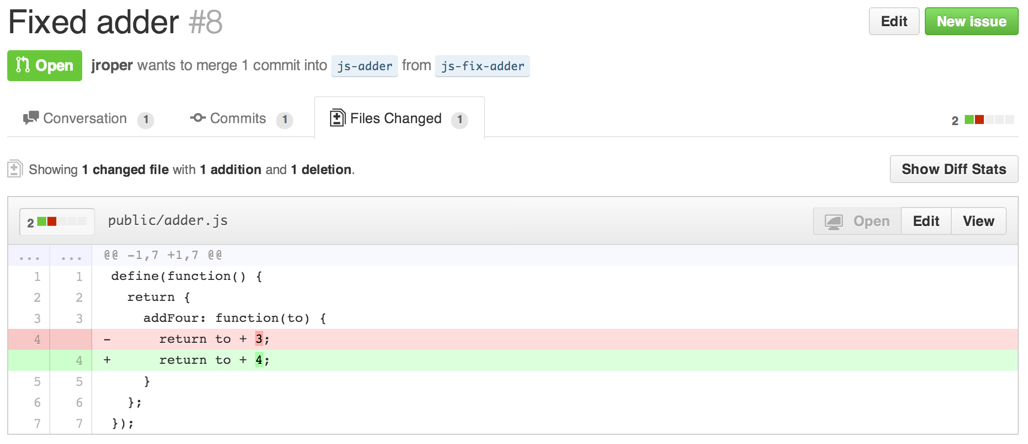 Fixed adder #8
Edit
New issue
Open jroper wants to merge 1 commit into js-adder from js-fix-adder
Conversation 1 Commits 1 Files Changed 1
2
Showing 1 changed file with 1 addition and 1 deletion.
Show Diff Stats
2 public/adder.js
Open Edit View
... ... @@ -1,7 +1,7 @@
1 1 define(function() {
2 2 return {
3 3 addFour: function(to) {
4 - return to + 3;
4 + return to + 4;
5 5 }
6 6 };
7 7 });